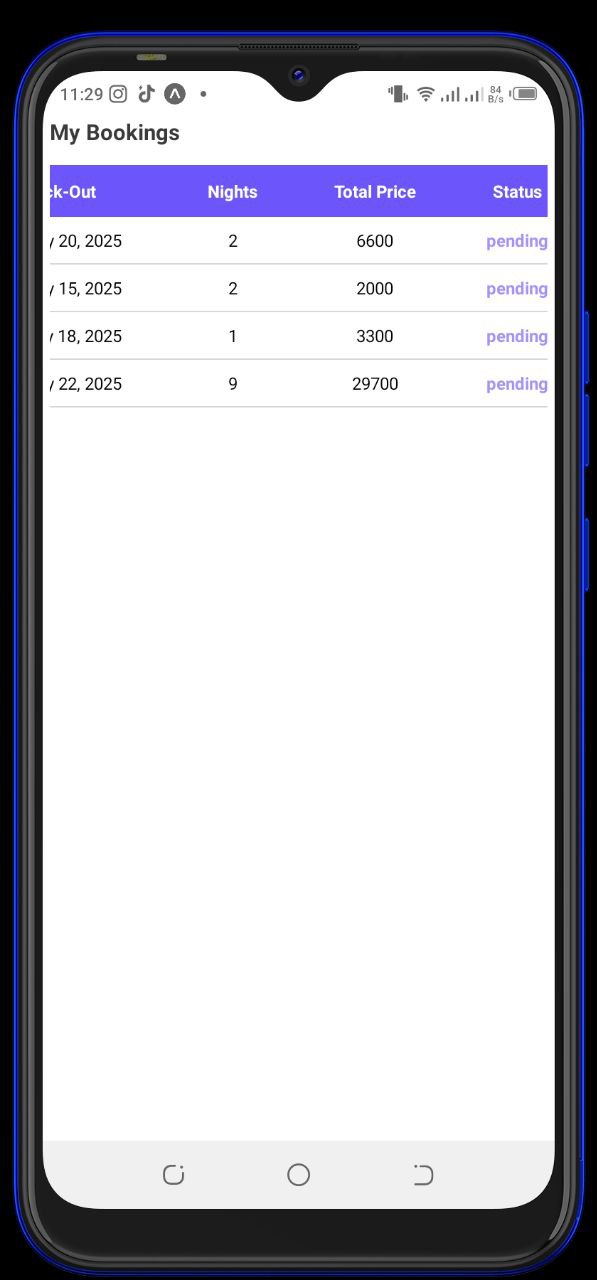 11:29 84 B/s
My Bookings
ck-Out Nights Total Price Status
y 20, 2025 2 6600 pending
y 15, 2025 2 2000 pending
y 18, 2025 1 3300 pending
y 22, 2025 9 29700 pending